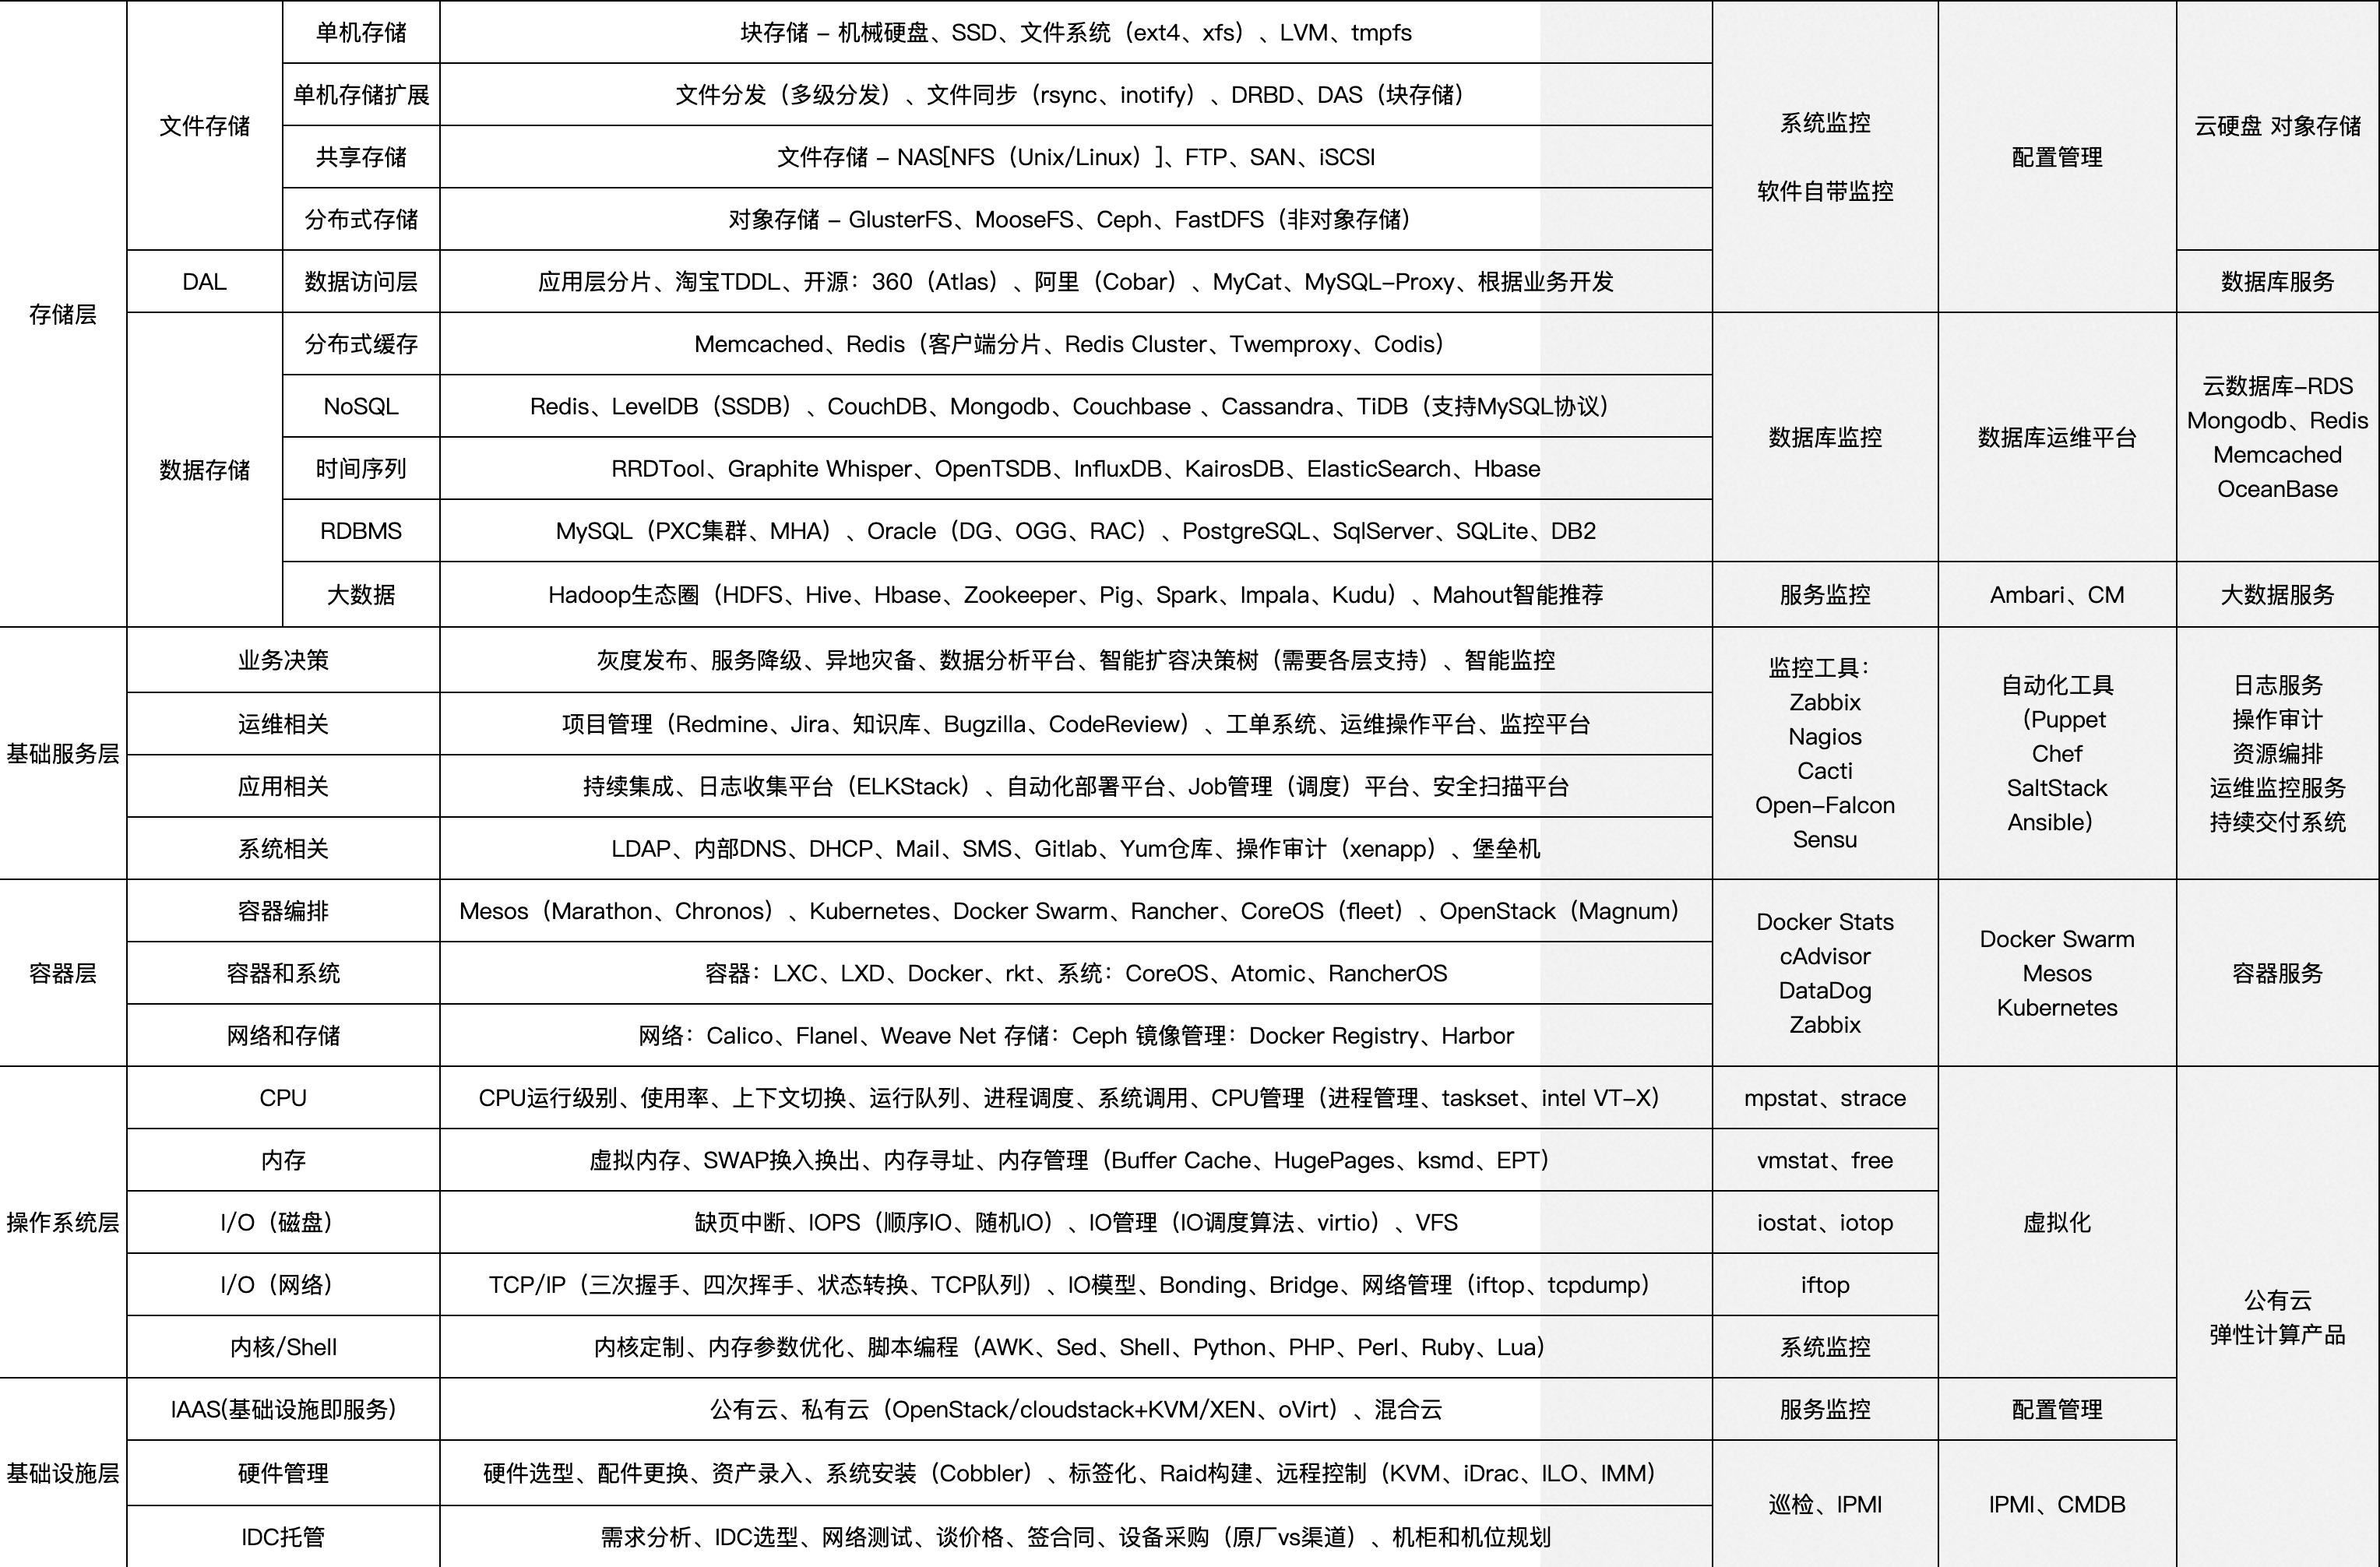 存储层
文件存储
单机存储
块存储 – 机械硬盘、SSD、文件系统（ext4、xfs）、LVM、tmpfs
系统监控
软件自带监控
配置管理
云硬盘 对象存储
单机存储扩展
文件分发（多级分发）、文件同步（rsync、inotify）、DRBD、DAS（块存储）
共享存储
文件存储 – NAS[NFS（Unix/Linux）]、FTP、SAN、iSCSI
分布式存储
对象存储 – GlusterFS、MooseFS、Ceph、FastDFS（非对象存储）
DAL
数据访问层
应用层分片、淘宝TDDL、开源：360（Atlas）、阿里（Cobar）、MyCat、MySQL–Proxy、根据业务开发
数据库服务
数据存储
分布式缓存
Memcached、Redis（客户端分片、Redis Cluster、Twemproxy、Codis）
数据库监控
数据库运维平台
云数据库–RDS
Mongodb、Redis
Memcached
OceanBase
NoSQL
Redis、LevelDB（SSDB）、CouchDB、Mongodb、Couchbase 、Cassandra、TiDB（支持MySQL协议）
时间序列
RRDTool、Graphite Whisper、OpenTSDB、InfluxDB、KairosDB、ElasticSearch、Hbase
RDBMS
MySQL（PXC集群、MHA）、Oracle（DG、OGG、RAC）、PostgreSQL、SqlServer、SQLite、DB2
大数据
Hadoop生态圈（HDFS、Hive、Hbase、Zookeeper、Pig、Spark、Impala、Kudu）、Mahout智能推荐
服务监控
Ambari、CM
大数据服务
基础服务层
业务决策
灰度发布、服务降级、异地灾备、数据分析平台、智能扩容决策树（需要各层支持）、智能监控
监控工具：
Zabbix
Nagios
Cacti
Open–Falcon
Sensu
自动化工具
（Puppet
Chef
SaltStack
Ansible）
日志服务
操作审计
资源编排
运维监控服务
持续交付系统
运维相关
项目管理（Redmine、Jira、知识库、Bugzilla、CodeReview）、工单系统、运维操作平台、监控平台
应用相关
持续集成、日志收集平台（ELKStack）、自动化部署平台、Job管理（调度）平台、安全扫描平台
系统相关
LDAP、内部DNS、DHCP、Mail、SMS、Gitlab、Yum仓库、操作审计（xenapp）、堡垒机
容器层
容器编排
Mesos（Marathon、Chronos）、Kubernetes、Docker Swarm、Rancher、CoreOS（fleet）、OpenStack（Magnum）
Docker Stats
cAdvisor
DataDog
Zabbix
Docker Swarm
Mesos
Kubernetes
容器服务
容器和系统
容器：LXC、LXD、Docker、rkt、系统：CoreOS、Atomic、RancherOS
网络和存储
网络：Calico、Flanel、Weave Net 存储：Ceph 镜像管理：Docker Registry、Harbor
操作系统层
CPU
CPU运行级别、使用率、上下文切换、运行队列、进程调度、系统调用、CPU管理（进程管理、taskset、intel VT–X）
mpstat、strace
虚拟化
公有云
弹性计算产品
内存
虚拟内存、SWAP换入换出、内存寻址、内存管理（Buffer Cache、HugePages、ksmd、EPT）
vmstat、free
I/O（磁盘）
缺页中断、IOPS（顺序IO、随机IO）、IO管理（IO调度算法、virtio）、VFS
iostat、iotop
I/O（网络）
TCP/IP（三次握手、四次挥手、状态转换、TCP队列）、IO模型、Bonding、Bridge、网络管理（iftop、tcpdump）
iftop
内核/Shell
内核定制、内存参数优化、脚本编程（AWK、Sed、Shell、Python、PHP、Perl、Ruby、Lua）
系统监控
基础设施层
IAAS(基础设施即服务）
公有云、私有云（OpenStack/cloudstack+KVM/XEN、oVirt）、混合云
服务监控
配置管理
硬件管理
硬件选型、配件更换、资产录入、系统安装（Cobbler）、标签化、Raid构建、远程控制（KVM、iDrac、ILO、IMM）
巡检、IPMI
IPMI、CMDB
IDC托管
需求分析、IDC选型、网络测试、谈价格、签合同、设备采购（原厂vs渠道）、机柜和机位规划